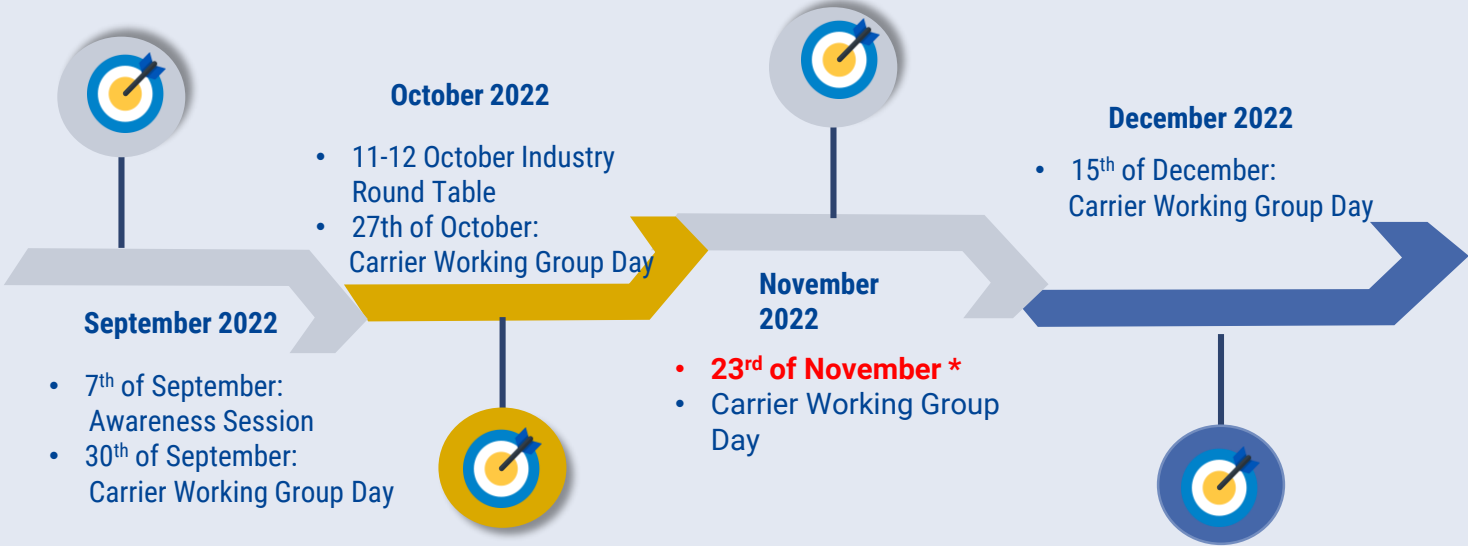 September 2022
• 7th of September:
Awareness Session
• 30th of September:
Carrier Working Group Day
October 2022
• 11-12 October Industry
Round Table
• 27th of October:
Carrier Working Group Day
November
2022
• 23rd of November *
• Carrier Working Group
Day
December 2022
• 15th of December:
Carrier Working Group Day